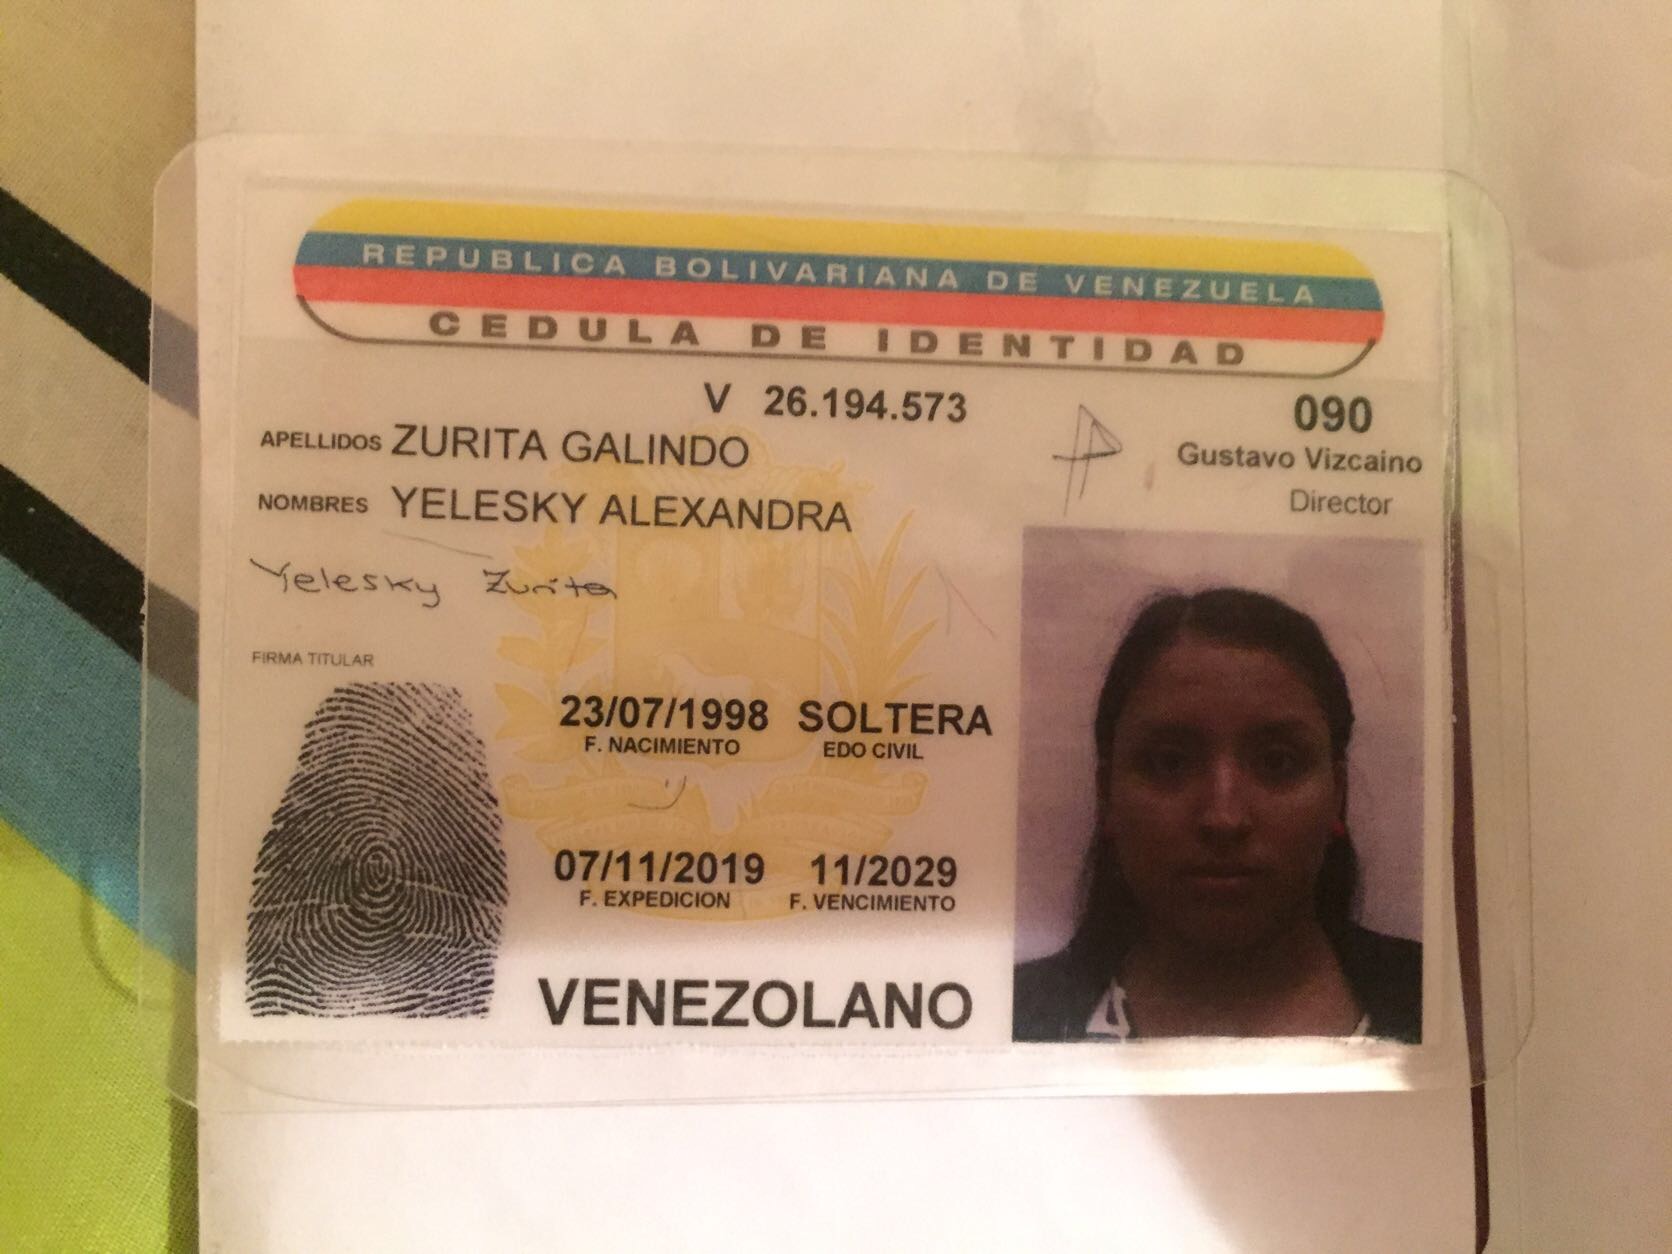 REPUBLICA BOLIVARIANA DE VENEZUELA
CEDULA DE IDENTIDAD
V 26.194.573
090
APELLIDOS ZURITA GALINDO
Gustavo Vizcaino
NOMBRES YELESKY ALEXANDRA
Director
Yelesky Zurita
FIRMA TITULAR
23/07/1998 SOLTERA
F. NACIMIENTO EDO CIVIL
07/11/2019 11/2029
F. EXPEDICION F. VENCIMIENTO
VENEZOLANO